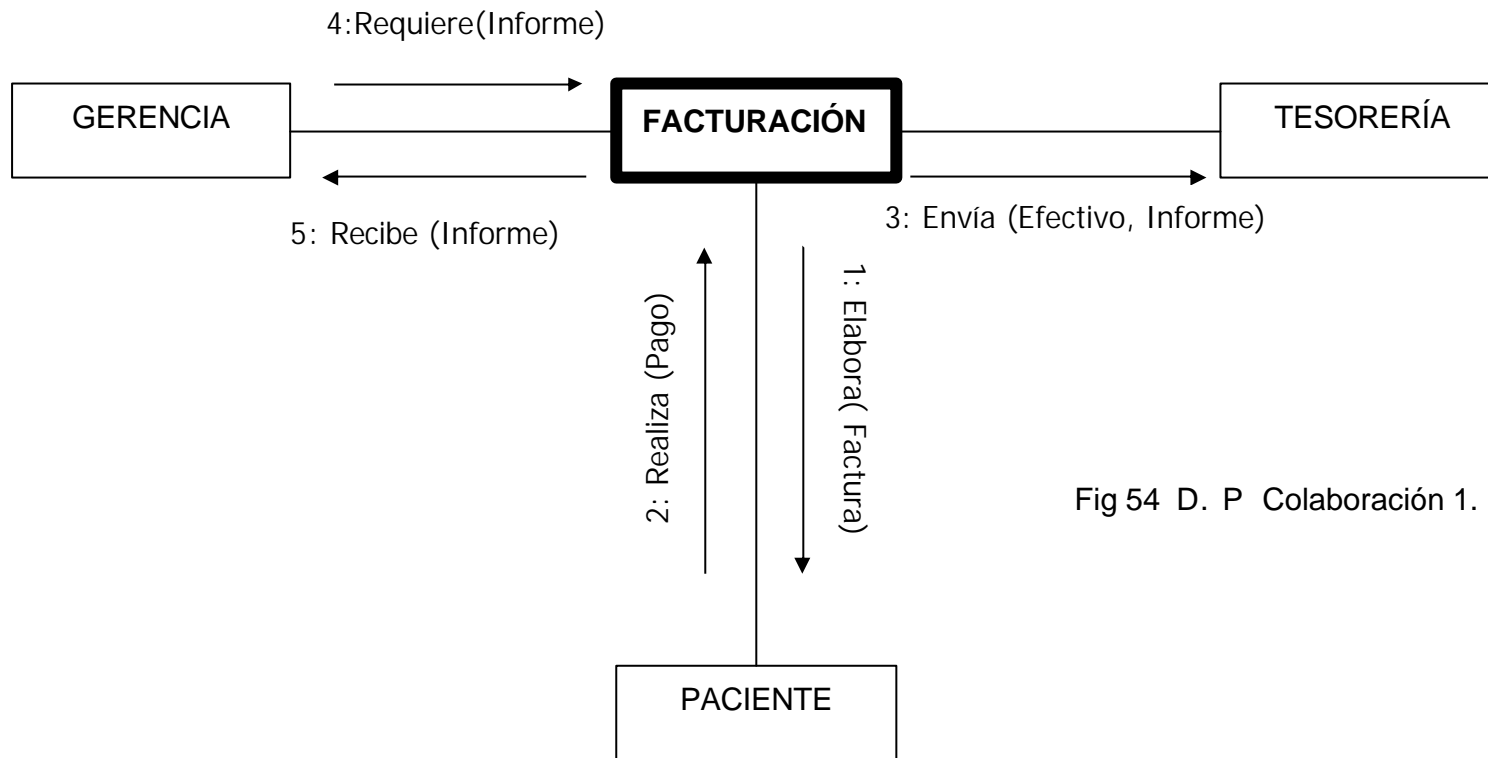 4:Requiere(Informe)
GERENCIA
FACTURACIÓN
TESORERÍA
5: Recibe (Informe)
3: Envía (Efectivo, Informe)
2: Realiza (Pago)
1: Elabora( Factura)
Fig 54 D. P Colaboración 1.
PACIENTE